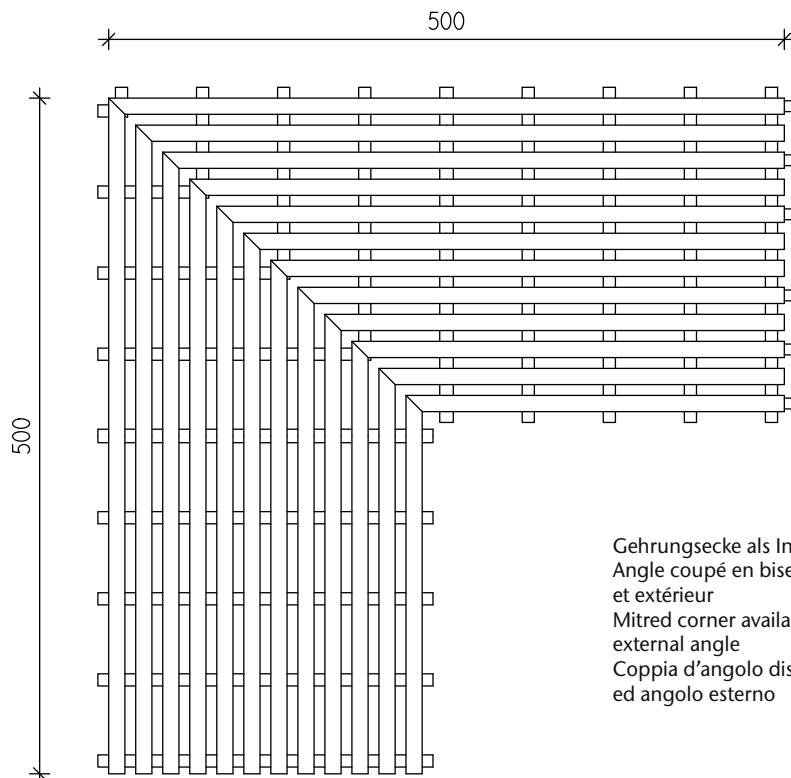 500
500
Gehrungsecke als In
Angle coupé en bise
et extérieur
Mitred corner availa
external angle
Coppia d’angolo dis
ed angolo esterno